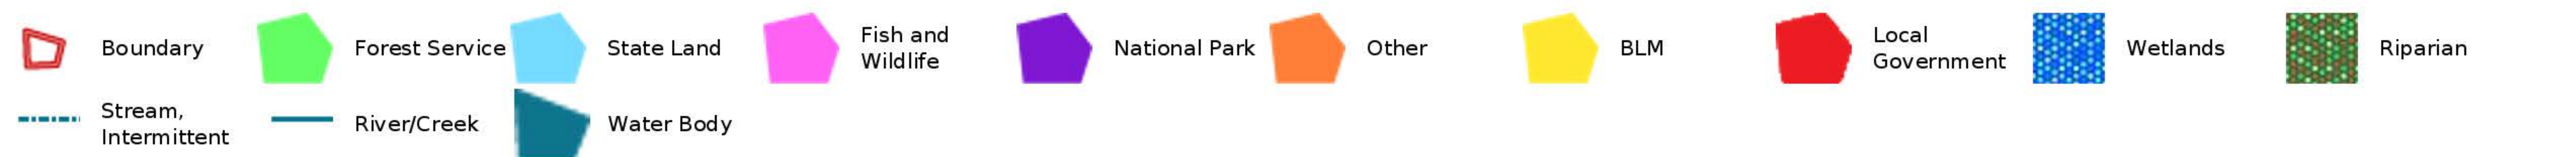 Boundary
Forest Service
State Land
Fish and
Wildlife
National Park
Other
BLM
Local
Government
Wetlands
Riparian
Stream,
Intermittent
River/Creek
Water Body